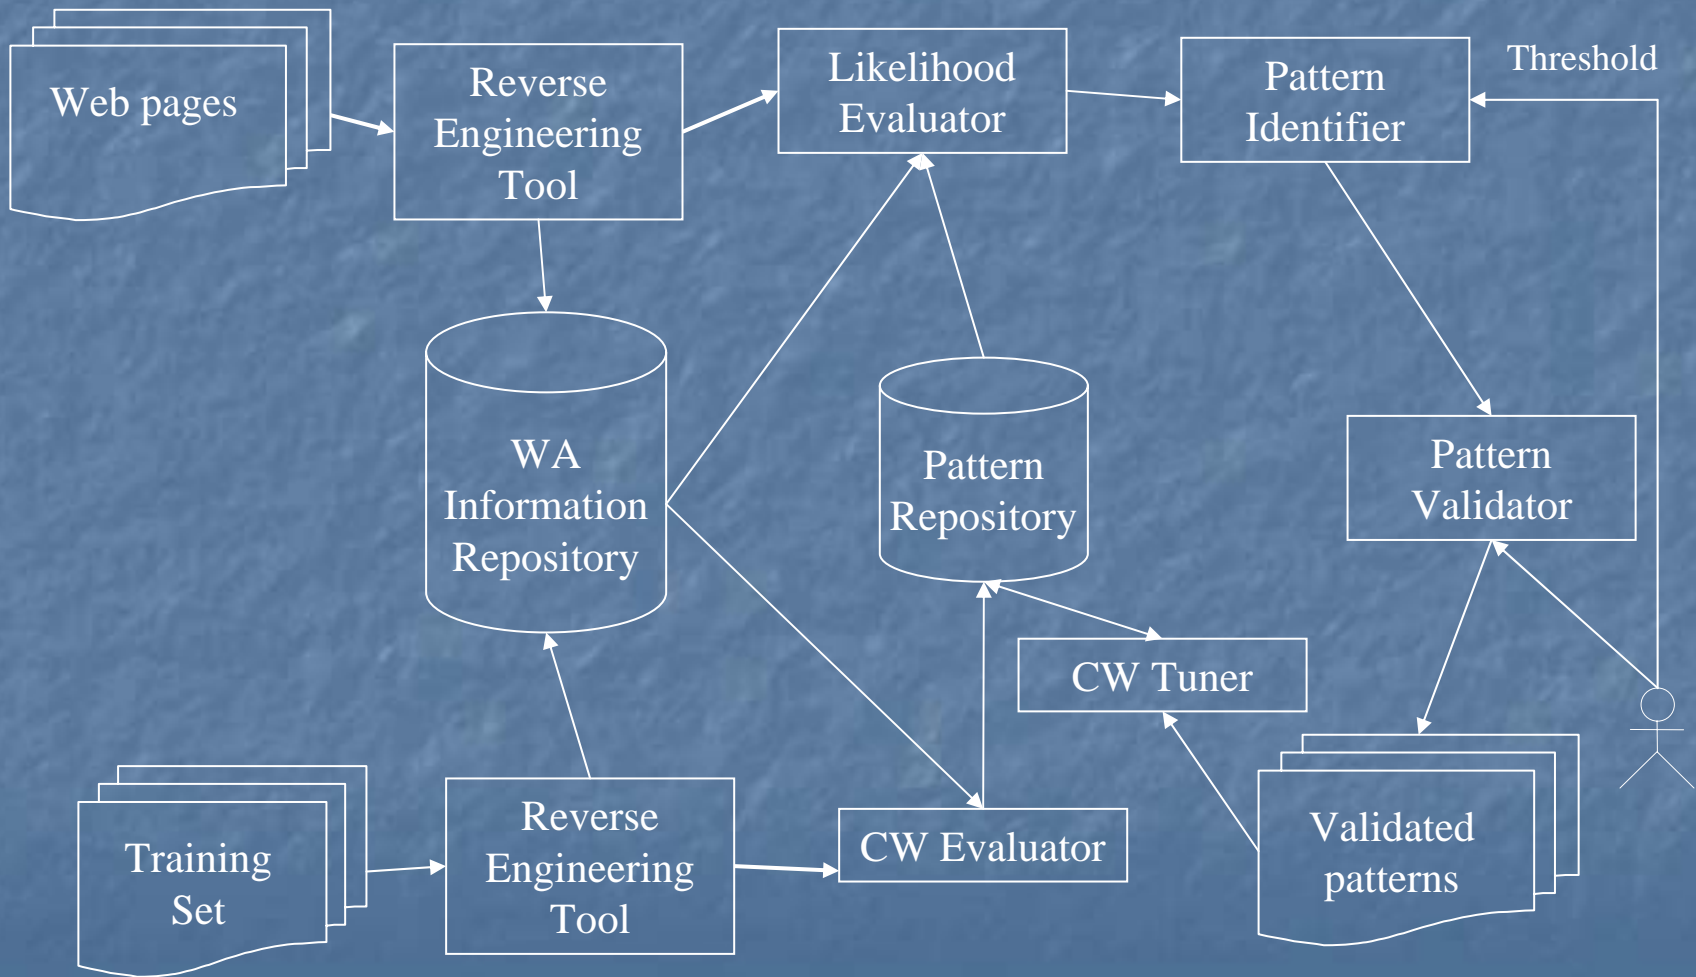 Web pages
Reverse
Engineering
Tool
Likelihood
Evaluator
Pattern
Identifier
Threshold
WA
Information
Repository
Pattern
Repository
Pattern
Validator
CW Tuner
Training
Set
Reverse
Engineering
Tool
CW Evaluator
Validated
patterns